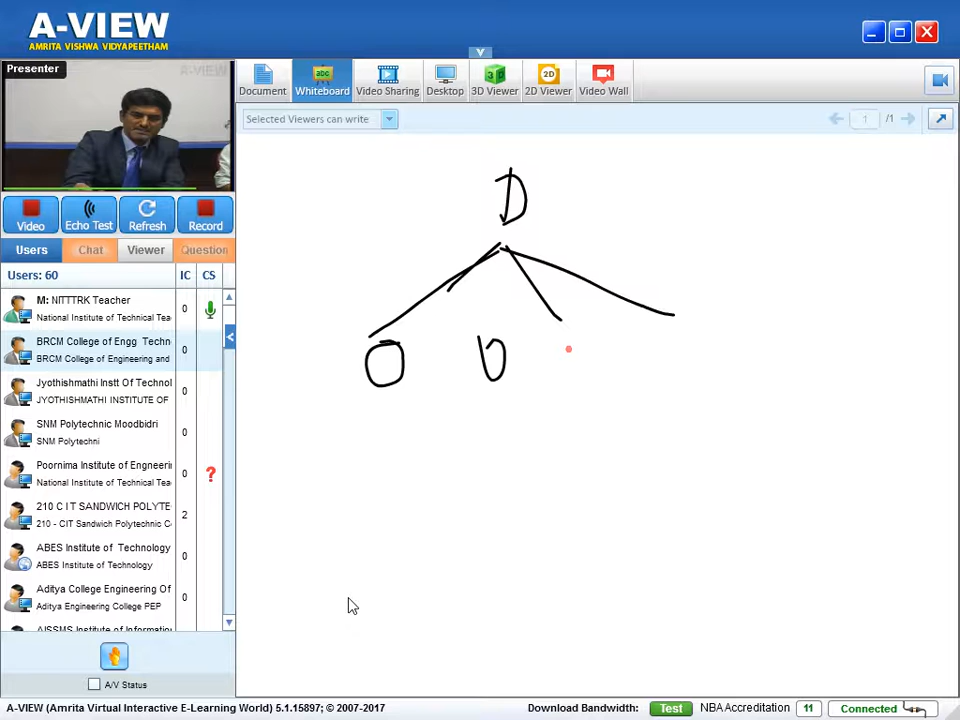 A-VIEW
AMRITA VISHWA VIDYAPEETHAM
Presenter
A-VIEW
Document
Whiteboard
Video Sharing
Desktop
3D Viewer
2D Viewer
Video Wall
Selected Viewers can write
1 /1
D
O O
Video
Echo Test
Refresh
Record
Users
Chat
Viewer
Question
Users: 60 IC CS
M: NITTTRK Teacher 0
National Institute of Technical Tea
BRCM College of Engg Techn 0
BRCM College of Engineering and
Jyothishmathi Instt Of Technol 0
JYOTHISHMATHI INSTITUTE OF
SNM Polytechnic Moodbidri 0
SNM Polytechni
Poornima Institute of Engneeri 0 ?
National Institute of Technical Tea
210 C I T SANDWICH POLYTE 2
210 - CIT Sandwich Polytechnic C
ABES Institute of Technology 0
ABES Institute of Technology
Aditya College Engineering Of 0
Aditya Engineering College PEP
AISSMS Institute of Informatio
A/V Status
A-VIEW (Amrita Virtual Interactive E-Learning World) 5.1.15897; © 2007-2017
Download Bandwidth: Test NBA Accreditation 11 Connected